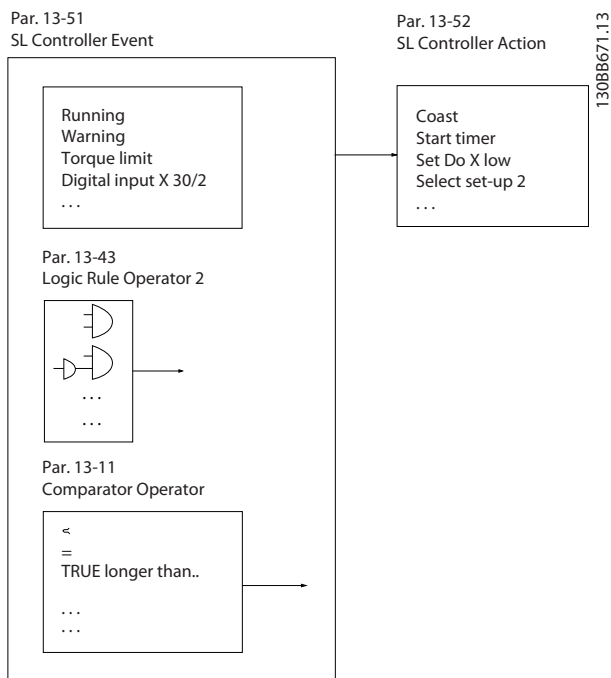 Par. 13-51
SL Controller Event
Par. 13-52
SL Controller Action
130BB671.13
Running
Warning
Torque limit
Digital input X 30/2
. . .
Coast
Start timer
Set Do X low
Select set-up 2
. . .
Par. 13-43
Logic Rule Operator 2
. . .
. . .
Par. 13-11
Comparator Operator
<
=
TRUE longer than..
. . .
. . .